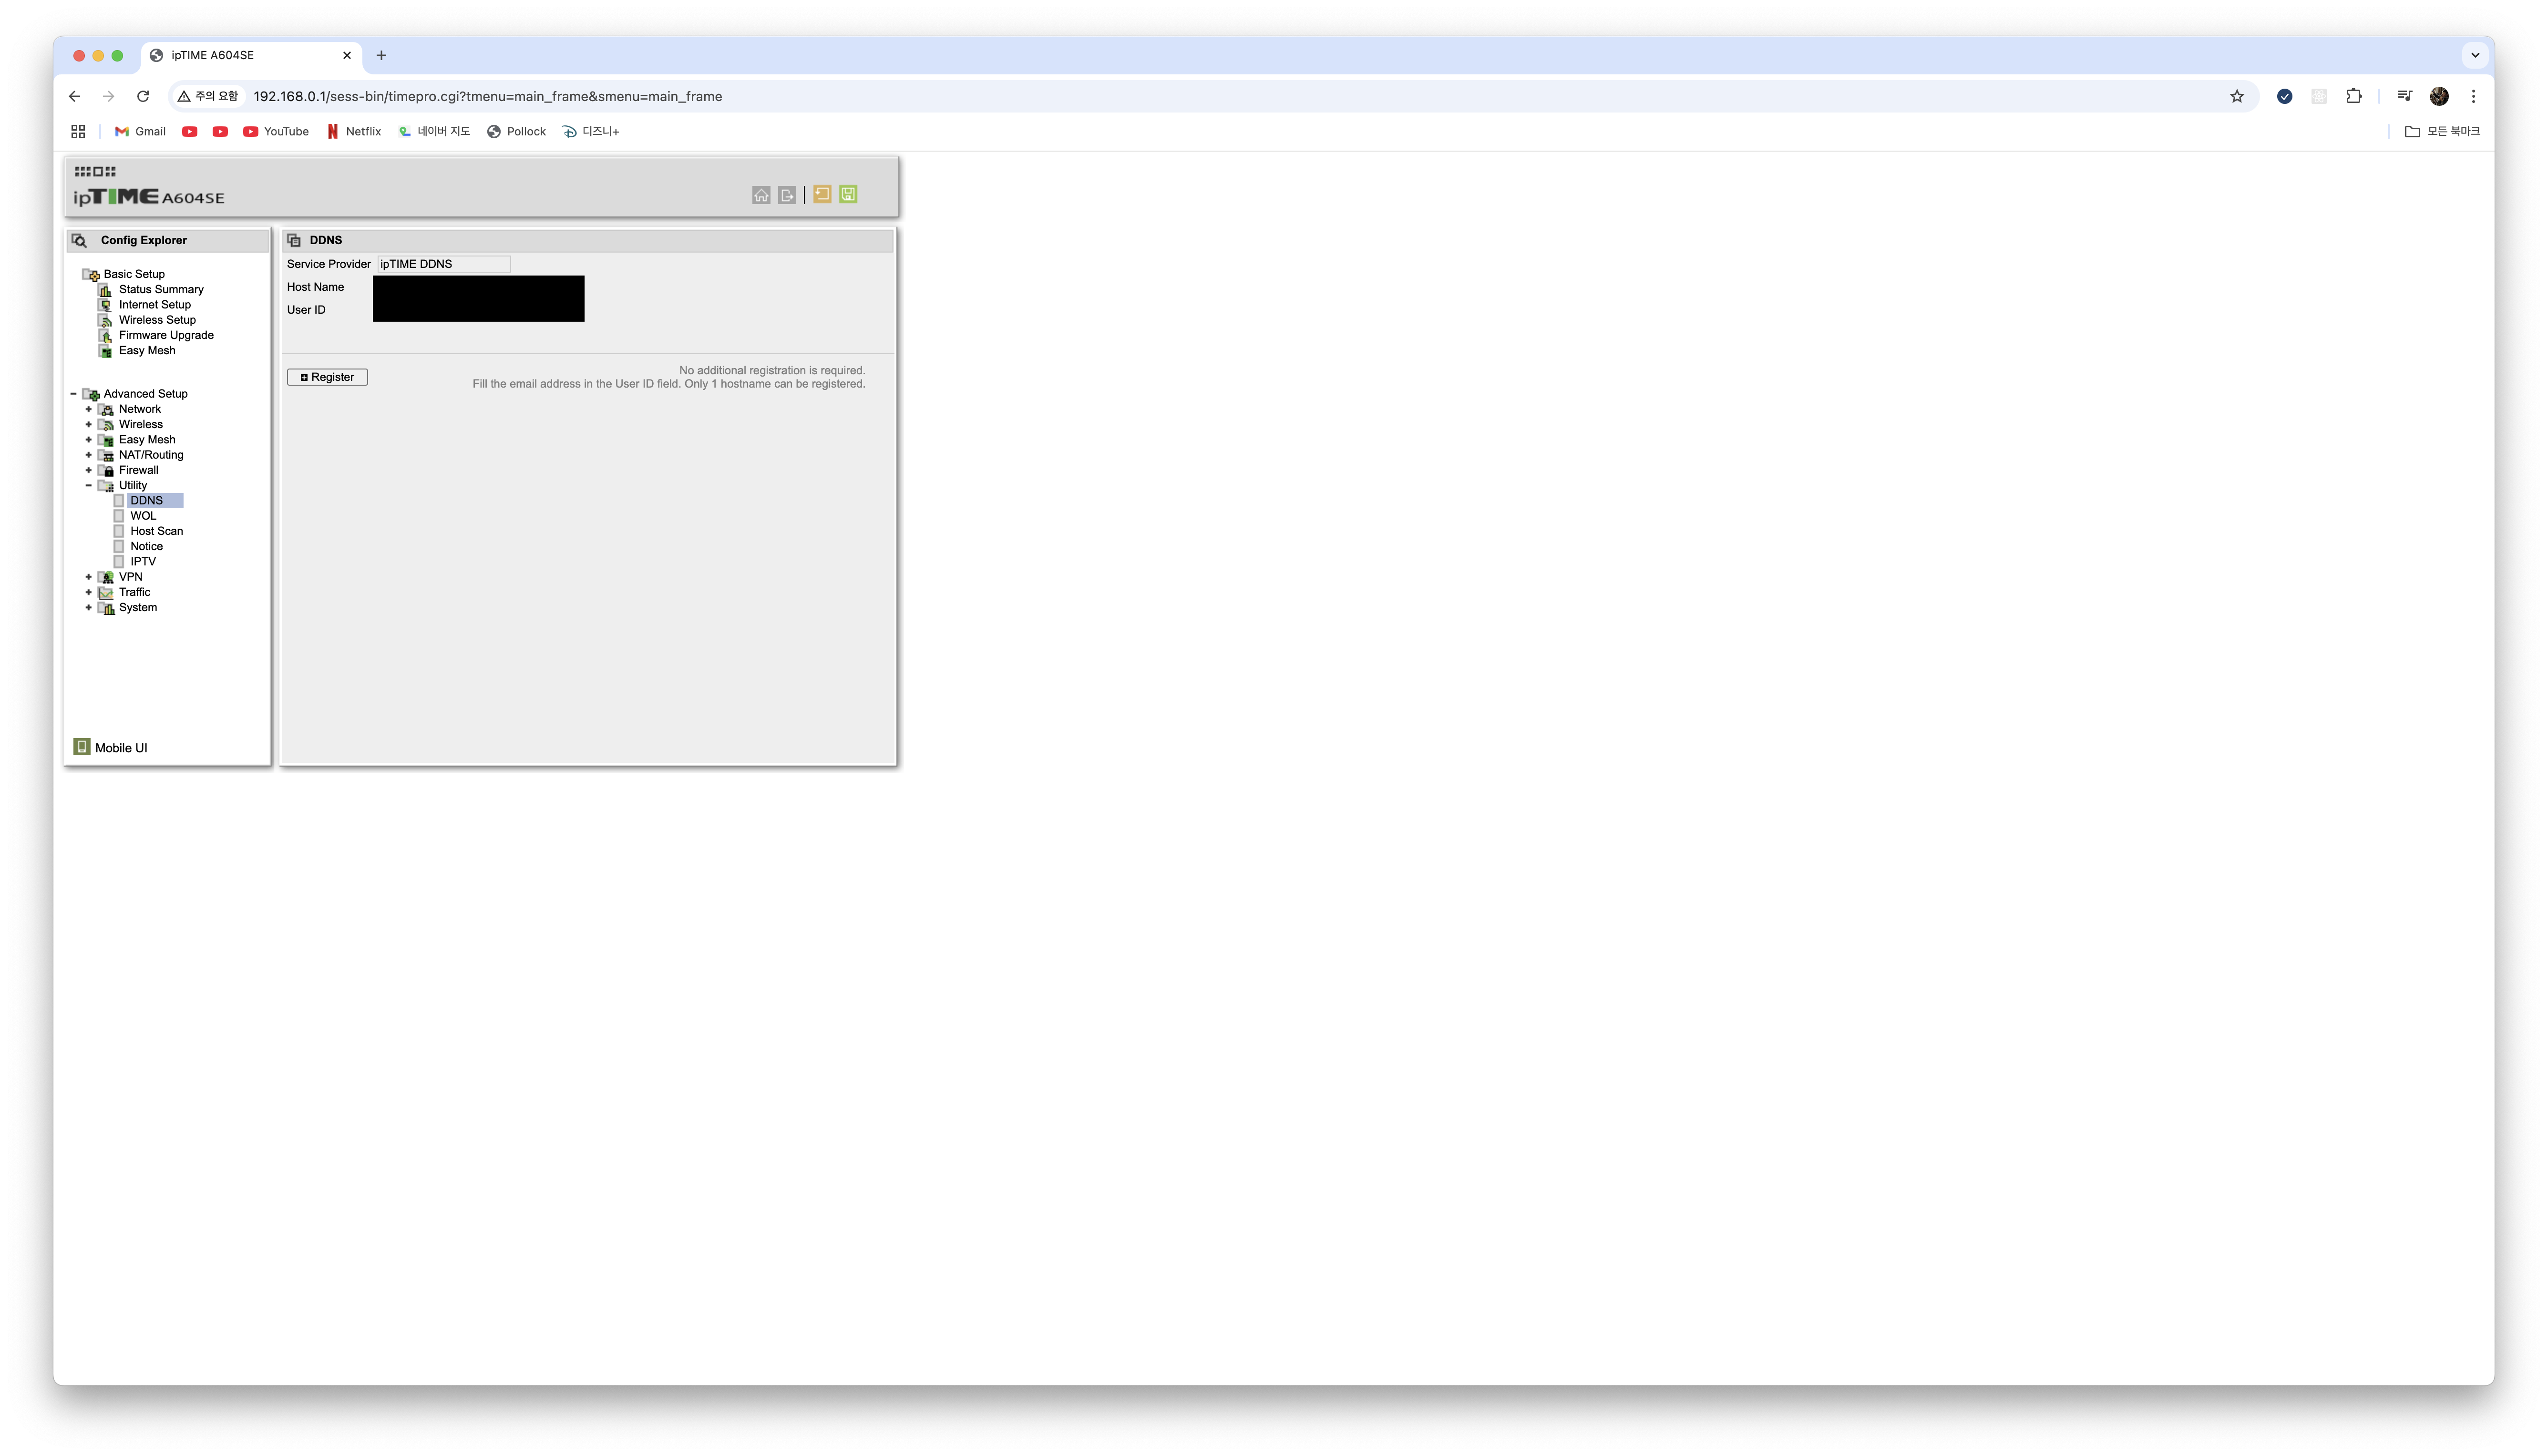 ipTIME A604SE
주의 요함 192.168.0.1/sess-bin/timepro.cgi?tmenu=main_frame&smenu=main_frame
Gmail YouTube Netflix 네이버 지도 Pollock 디즈니+ 모든 북마크
ipTIME A604SE
Config Explorer
Basic Setup
Status Summary
Internet Setup
Wireless Setup
Firmware Upgrade
Easy Mesh
Advanced Setup
Network
Wireless
Easy Mesh
NAT/Routing
Firewall
Utility
DDNS
WOL
Host Scan
Notice
IPTV
VPN
Traffic
System
Mobile UI
DDNS
Service Provider ipTIME DDNS
Host Name
User ID
Register
No additional registration is required.
Fill the email address in the User ID field. Only 1 hostname can be registered.